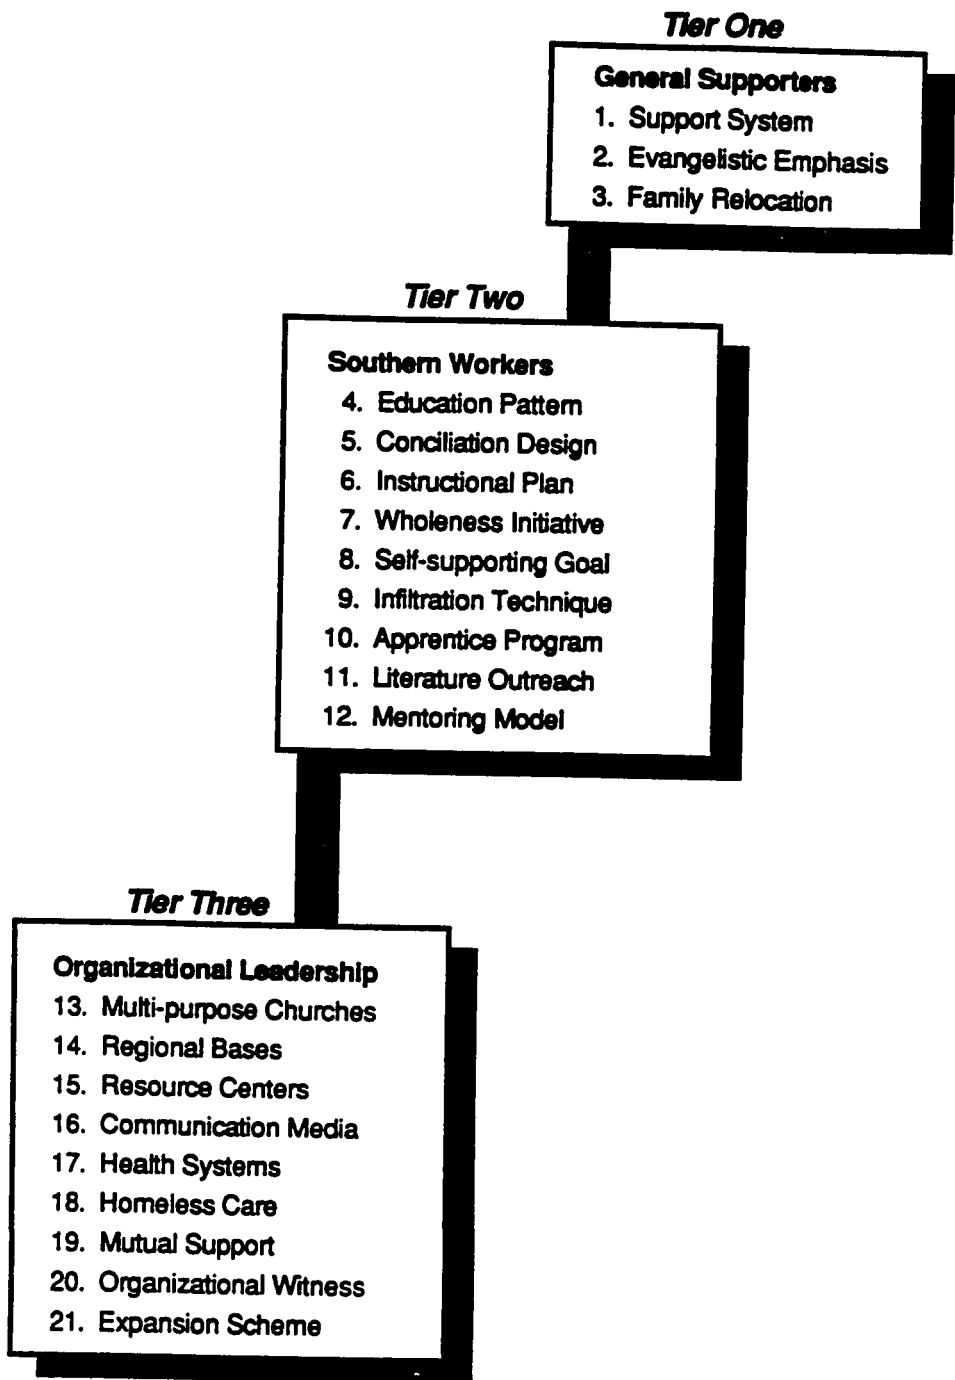 Tier One
General Supporters
1. Support System
2. Evangelistic Emphasis
3. Family Relocation
Tier Two
Southern Workers
4. Education Pattern
5. Conciliation Design
6. Instructional Plan
7. Wholeness Initiative
8. Self-supporting Goal
9. Infiltration Technique
10. Apprentice Program
11. Literature Outreach
12. Mentoring Model
Tier Three
Organizational Leadership
13. Multi-purpose Churches
14. Regional Bases
15. Resource Centers
16. Communication Media
17. Health Systems
18. Homeless Care
19. Mutual Support
20. Organizational Witness
21. Expansion Scheme